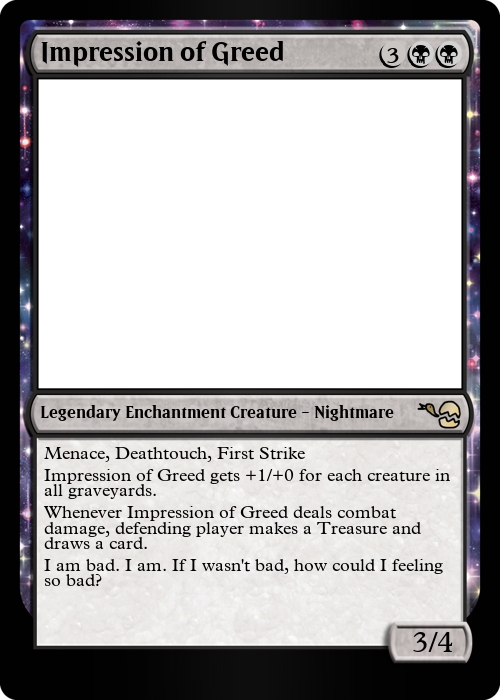 Impression of Greed
3
Legendary Enchantment Creature – Nightmare
Menace, Deathtouch, First Strike
Impression of Greed gets +1/+0 for each creature in
all graveyards.
Whenever Impression of Greed deals combat
damage, defending player makes a Treasure and
draws a card.
I am bad. I am. If I wasn't bad, how could I feeling
so bad?
3/4